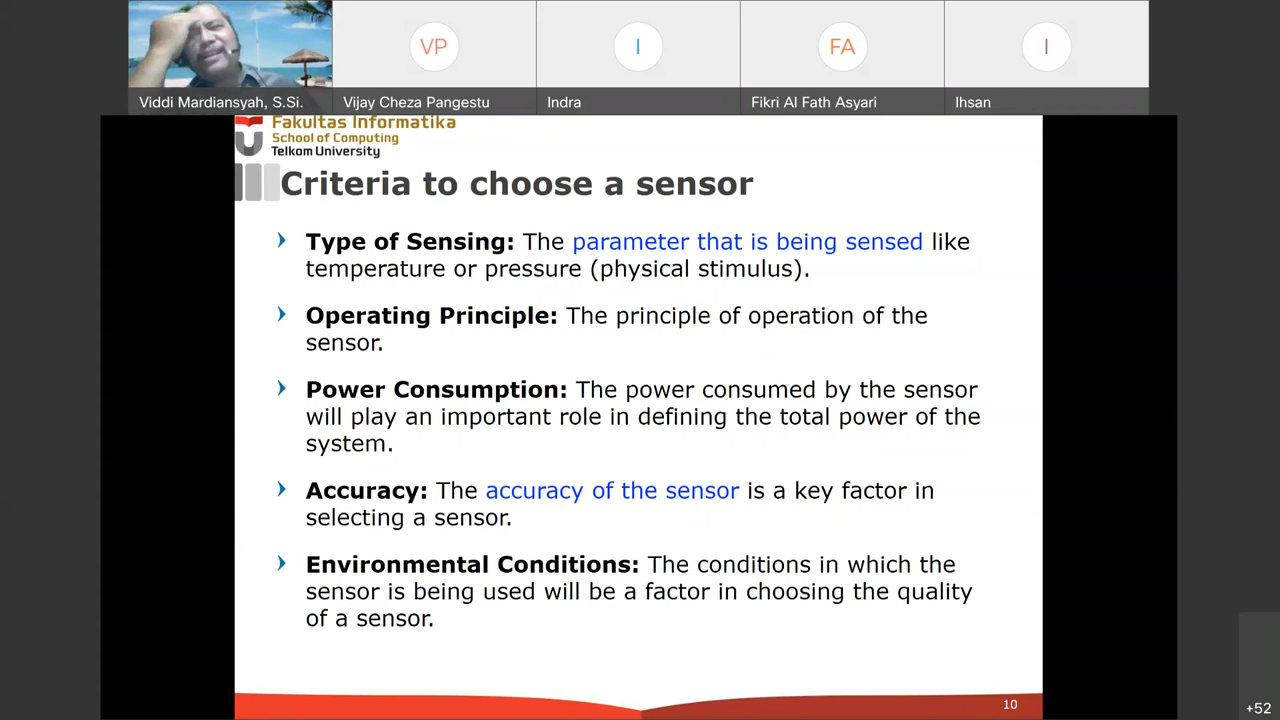 VP
I
FA
I
Viddi Mardiansyah, S.Si.
Vijay Cheza Pangestu
Indra
Fikri Al Fath Asyari
Ihsan
Fakultas Informatika
School of Computing
Telkom University
Criteria to choose a sensor
Type of Sensing: The parameter that is being sensed like
temperature or pressure (physical stimulus).
Operating Principle: The principle of operation of the
sensor.
Power Consumption: The power consumed by the sensor
will play an important role in defining the total power of the
system.
Accuracy: The accuracy of the sensor is a key factor in
selecting a sensor.
Environmental Conditions: The conditions in which the
sensor is being used will be a factor in choosing the quality
of a sensor.
10
+52